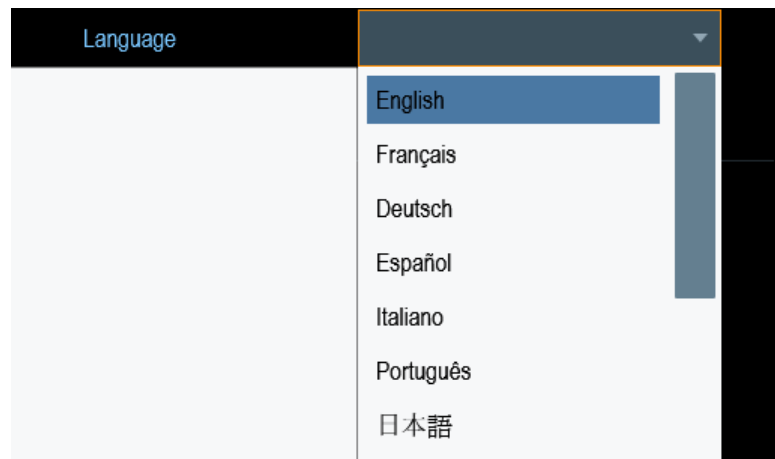 Language
English
Français
Deutsch
Español
Italiano
Português
日本語